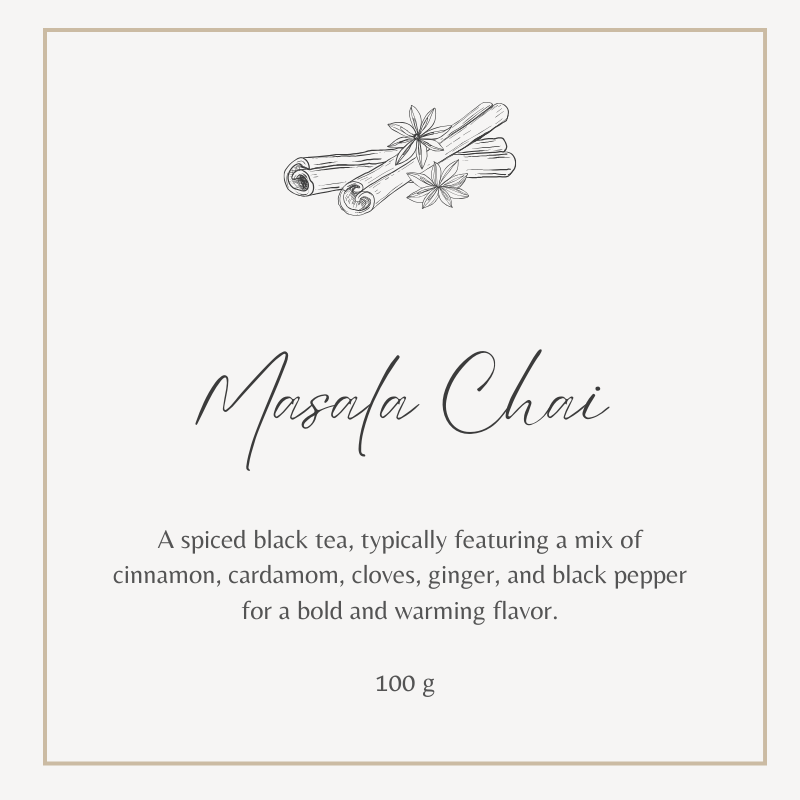 Masala Chai
A spiced black tea, typically featuring a mix of
cinnamon, cardamom, cloves, ginger, and black pepper
for a bold and warming flavor.
100 g